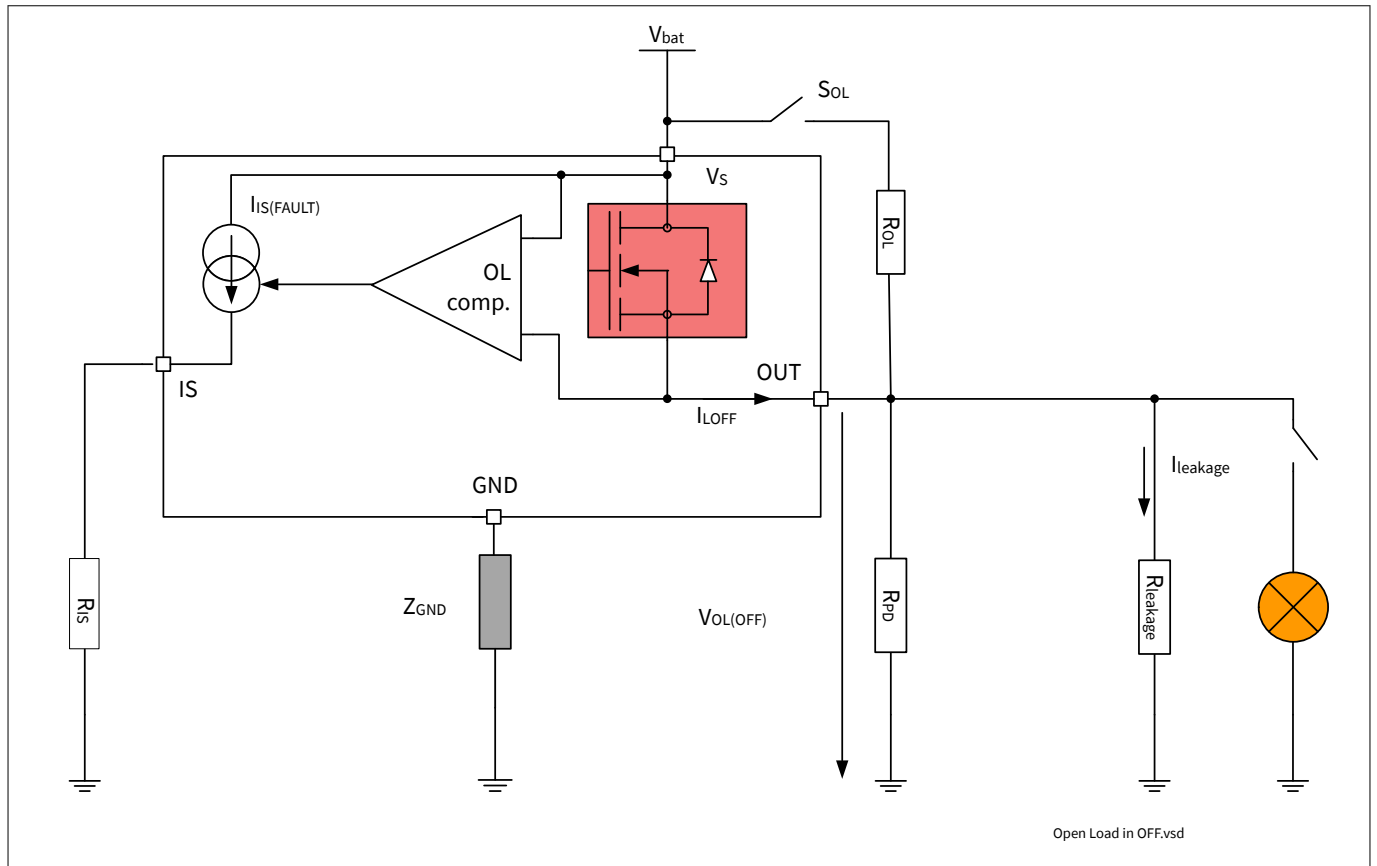 Vbat
SOL
VS
IIS(FAULT)
ROL
OL
comp.
OUT
IS
ILOFF
Ileakage
GND
RIS
ZGND
VOL(OFF)
RPD
Rleakage
Open Load in OFF.vsd